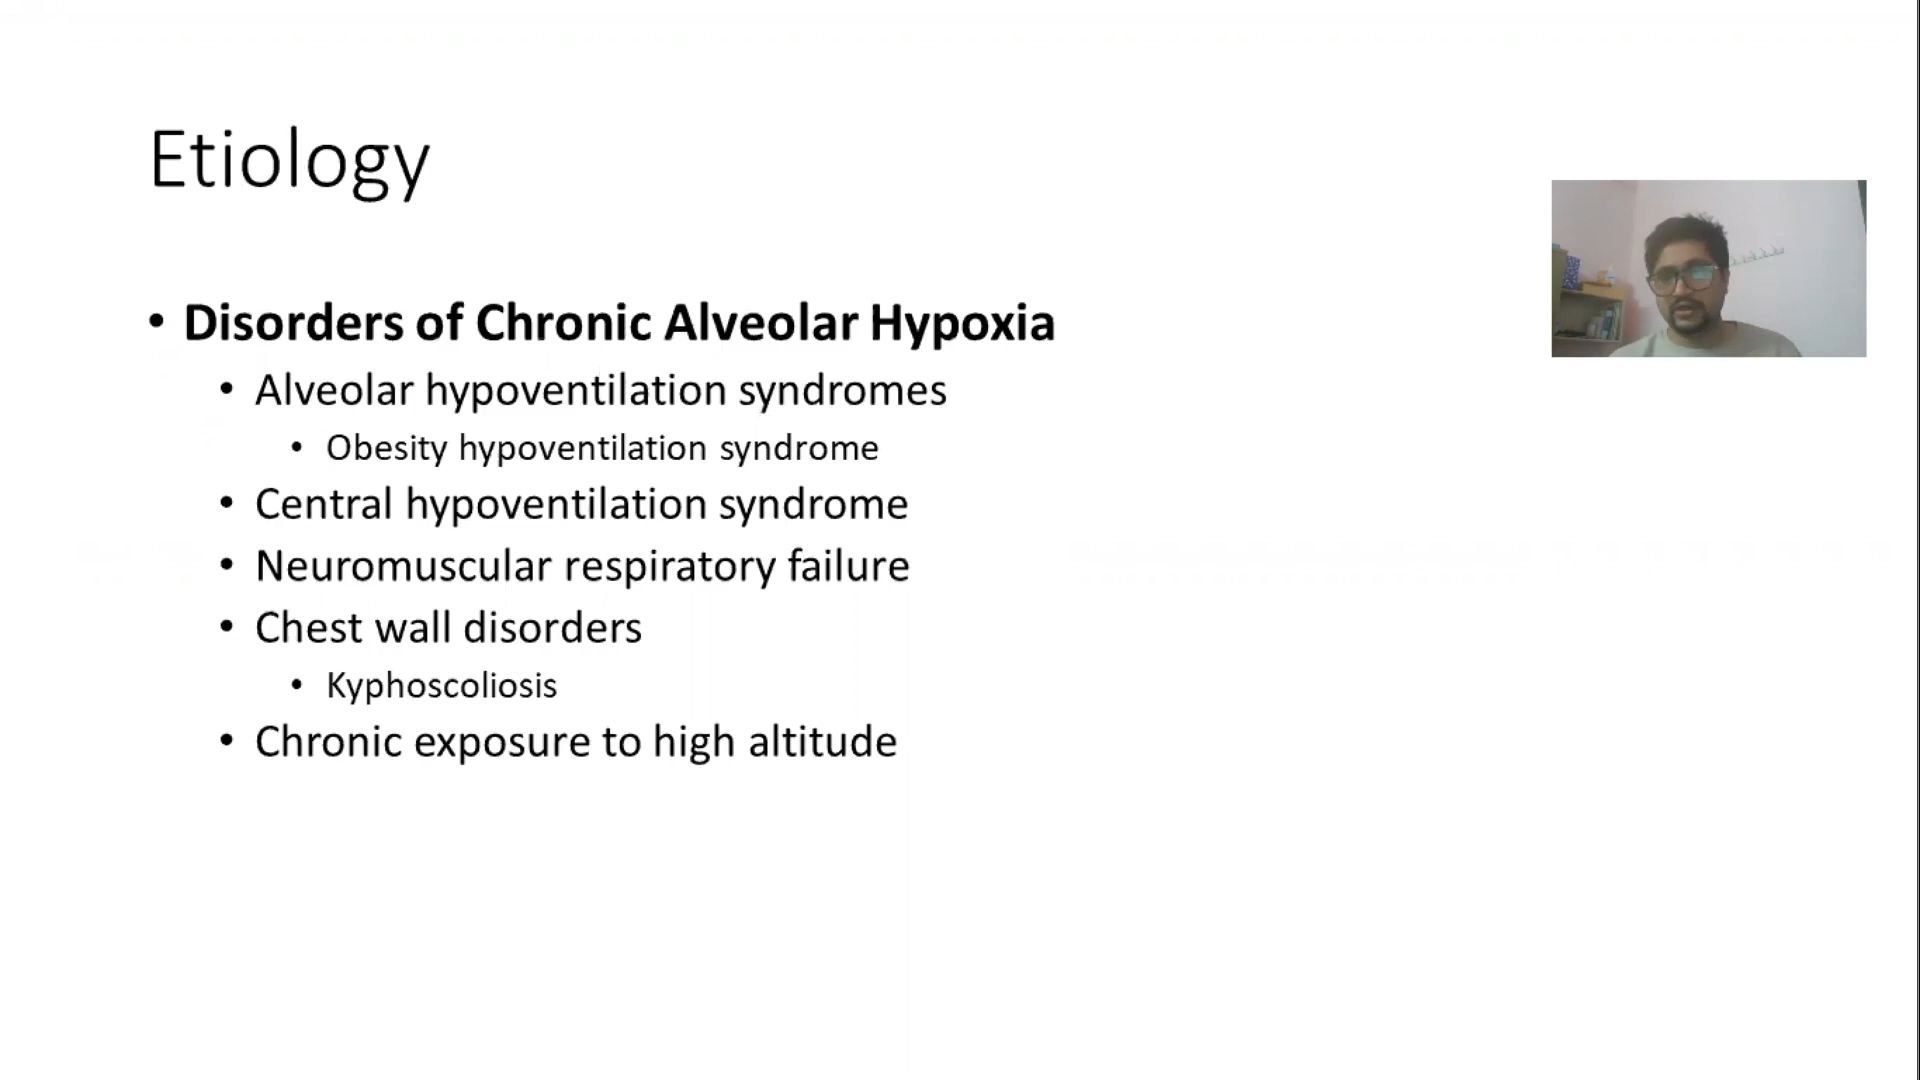 Etiology
• Disorders of Chronic Alveolar Hypoxia
• Alveolar hypoventilation syndromes
• Obesity hypoventilation syndrome
• Central hypoventilation syndrome
• Neuromuscular respiratory failure
• Chest wall disorders
• Kyphoscoliosis
• Chronic exposure to high altitude